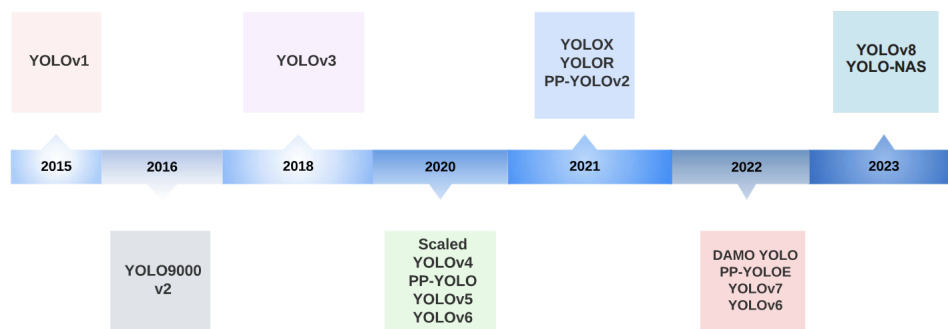 YOLOv1
YOLOv3
YOLOX
YOLOR
PP-YOLOv2
YOLOv8
YOLO-NAS
2015
2016
2018
2020
2021
2022
2023
YOLO9000
v2
Scaled
YOLOv4
PP-YOLO
YOLOv5
YOLOv6
DAMO YOLO
PP-YOLOE
YOLOv7
YOLOv6